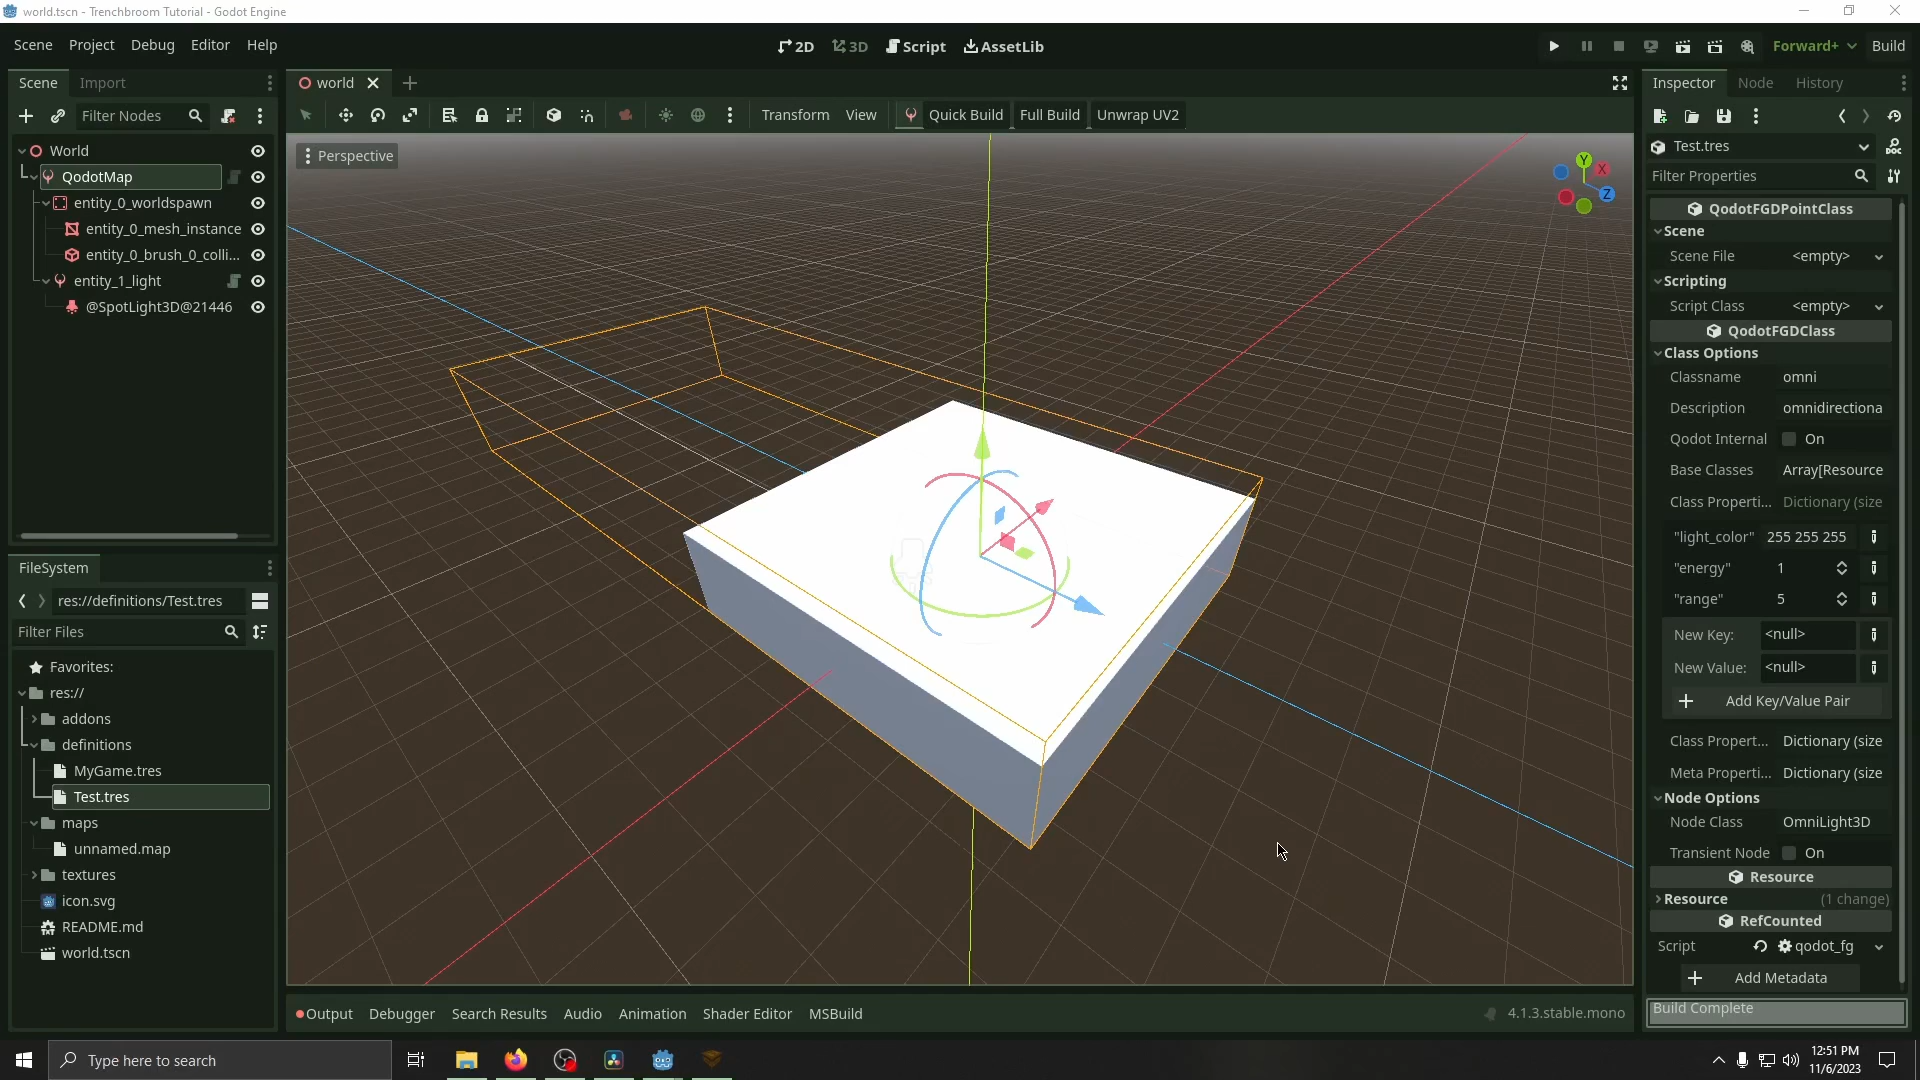 world.tscn - Trenchbroom Tutorial - Godot Engine
Scene Project Debug Editor Help
2D 3D Script AssetLib
Forward+ Build
Scene Import
Filter Nodes
World
QodotMap
entity_0_worldspawn
entity_0_mesh_instance
entity_0_brush_0_colli...
entity_1_light
@SpotLight3D@21446
FileSystem
res://definitions/Test.tres
Filter Files
Favorites:
res://
addons
definitions
MyGame.tres
Test.tres
maps
unnamed.map
textures
icon.svg
README.md
world.tscn
world
Transform View Quick Build Full Build Unwrap UV2
Perspective
Y X Z
Output Debugger Search Results Audio Animation Shader Editor MSBuild
4.1.3.stable.mono
Inspector Node History
Test.tres
Filter Properties
QodotFGDPointClass
Scene
Scene File <empty>
Scripting
Script Class <empty>
QodotFGDClass
Class Options
Classname omni
Description omnidirectiona
Qodot Internal On
Base Classes Array[Resource
Class Properti... Dictionary (size
"light_color" 255 255 255
"energy" 1
"range" 5
New Key: <null>
New Value: <null>
Add Key/Value Pair
Class Propert... Dictionary (size
Meta Properti... Dictionary (size
Node Options
Node Class OmniLight3D
Transient Node On
Resource
Resource (1 change)
RefCounted
Script qodot_fg
Add Metadata
Build Complete
Type here to search
12:51 PM
11/6/2023